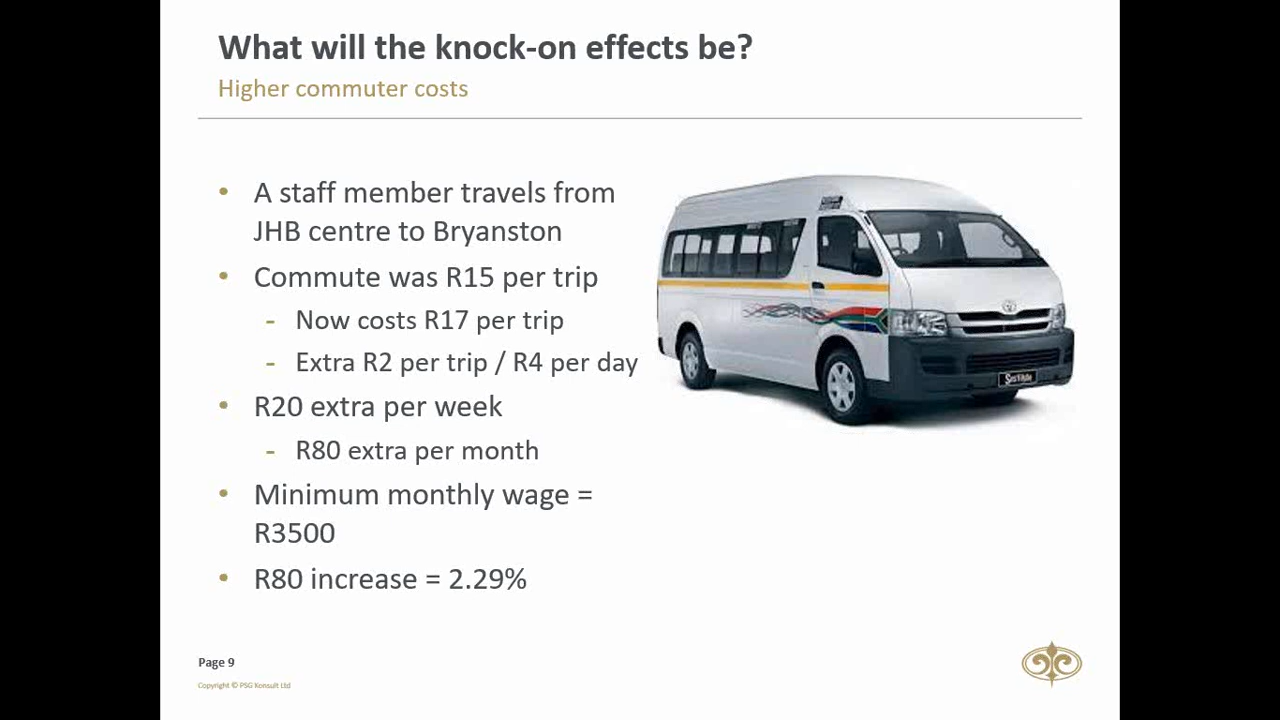 What will the knock-on effects be?
Higher commuter costs
• A staff member travels from
JHB centre to Bryanston
• Commute was R15 per trip
- Now costs R17 per trip
- Extra R2 per trip / R4 per day
• R20 extra per week
- R80 extra per month
• Minimum monthly wage =
R3500
• R80 increase = 2.29%
Page 9
Copyright © PSG Konsult Ltd